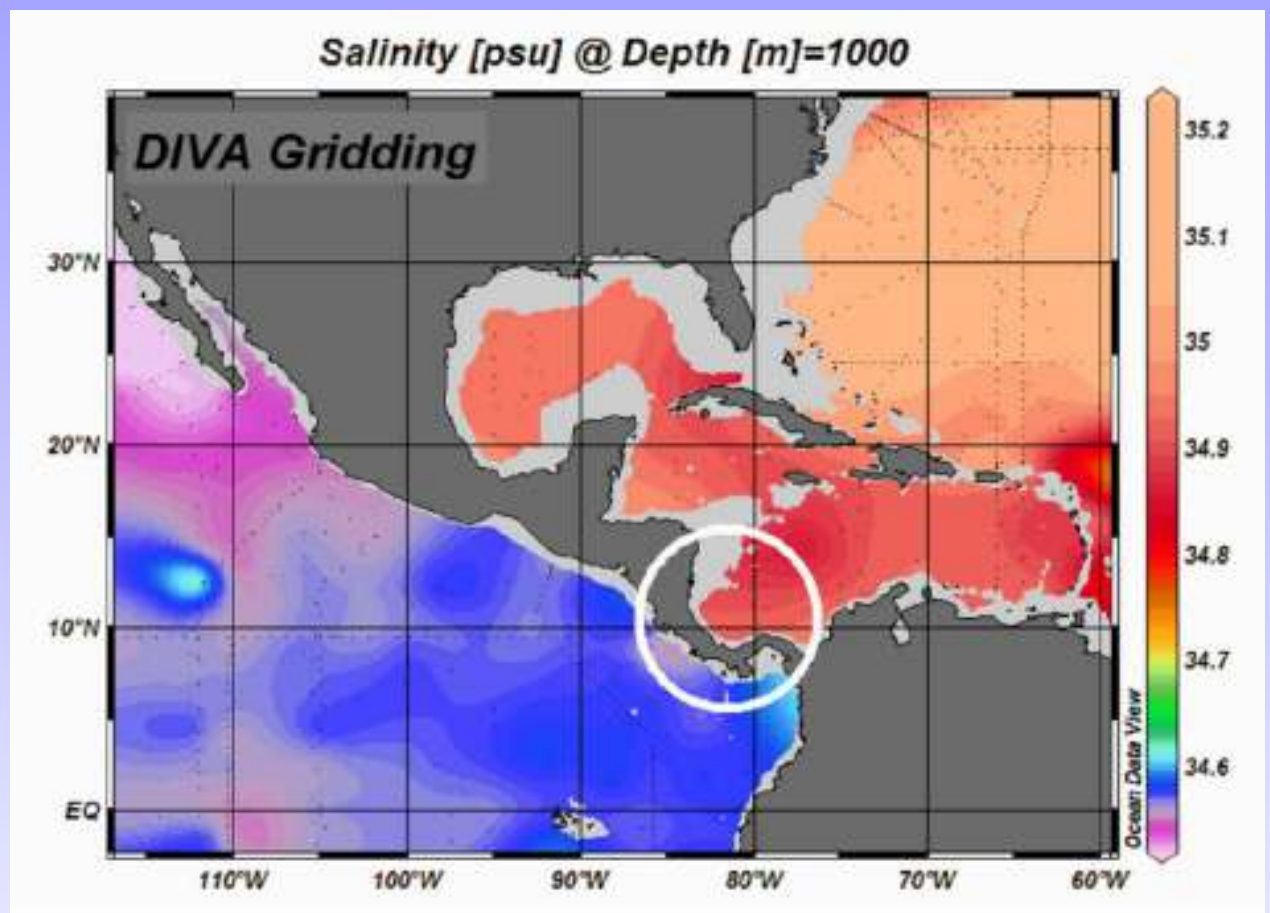 Salinity [psu] @ Depth [m]=1000
DIVA Gridding
30°N
20°N
10°N
EQ
110°W
100°W
90°W
80°W
70°W
60°W
35.2
35.1
35
34.9
34.8
34.7
34.6
Ocean Data View